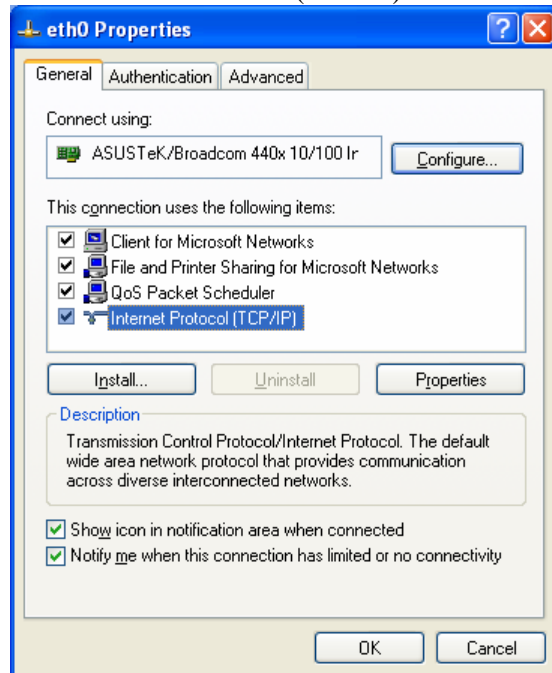 eth0 Properties
General Authentication Advanced
Connect using:
ASUSTeK/Broadcom 440x 10/100 In
Configure...
This connection uses the following items:
Client for Microsoft Networks
File and Printer Sharing for Microsoft Networks
QoS Packet Scheduler
Internet Protocol (TCP/IP)
Install... Uninstall Properties
Description
Transmission Control Protocol/Internet Protocol. The default
wide area network protocol that provides communication
across diverse interconnected networks.
Show icon in notification area when connected
Notify me when this connection has limited or no connectivity
OK Cancel